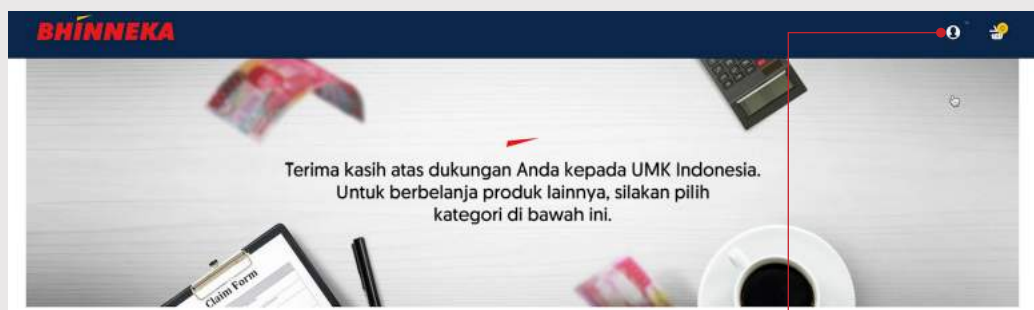 BHINNEKA
Terima kasih atas dukungan Anda kepada UMK Indonesia.
Untuk berbelanja produk lainnya, silakan pilih
kategori di bawah ini.
Claim Form